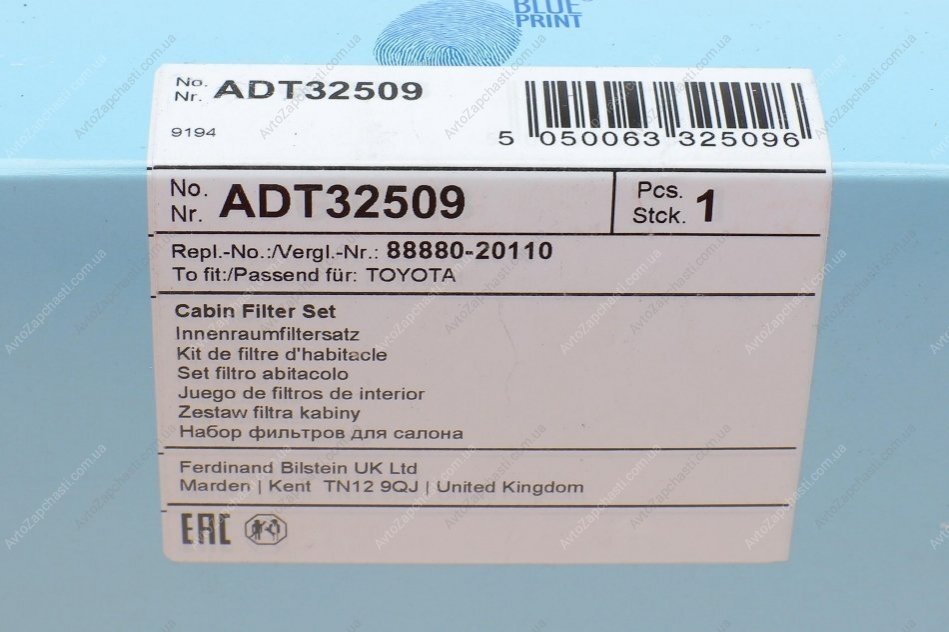 BLUE
PRINT
No.
Nr. ADT32509
9194
5 050063 325096
No.
Nr. ADT32509
Pcs.
Stck. 1
Repl.-No.:/Vergl.-Nr.: 88880-20110
To fit:/Passend für: TOYOTA
Cabin Filter Set
Innenraumfiltersatz
Kit de filtre d'habitacle
Set filtro abitacolo
Juego de filtros de interior
Zestaw filtra kabiny
Набор фильтров для салона
Ferdinand Bilstein UK Ltd
Marden | Kent TN12 9QJ | United Kingdom
EAC
AvtoZapchasti.com.ua